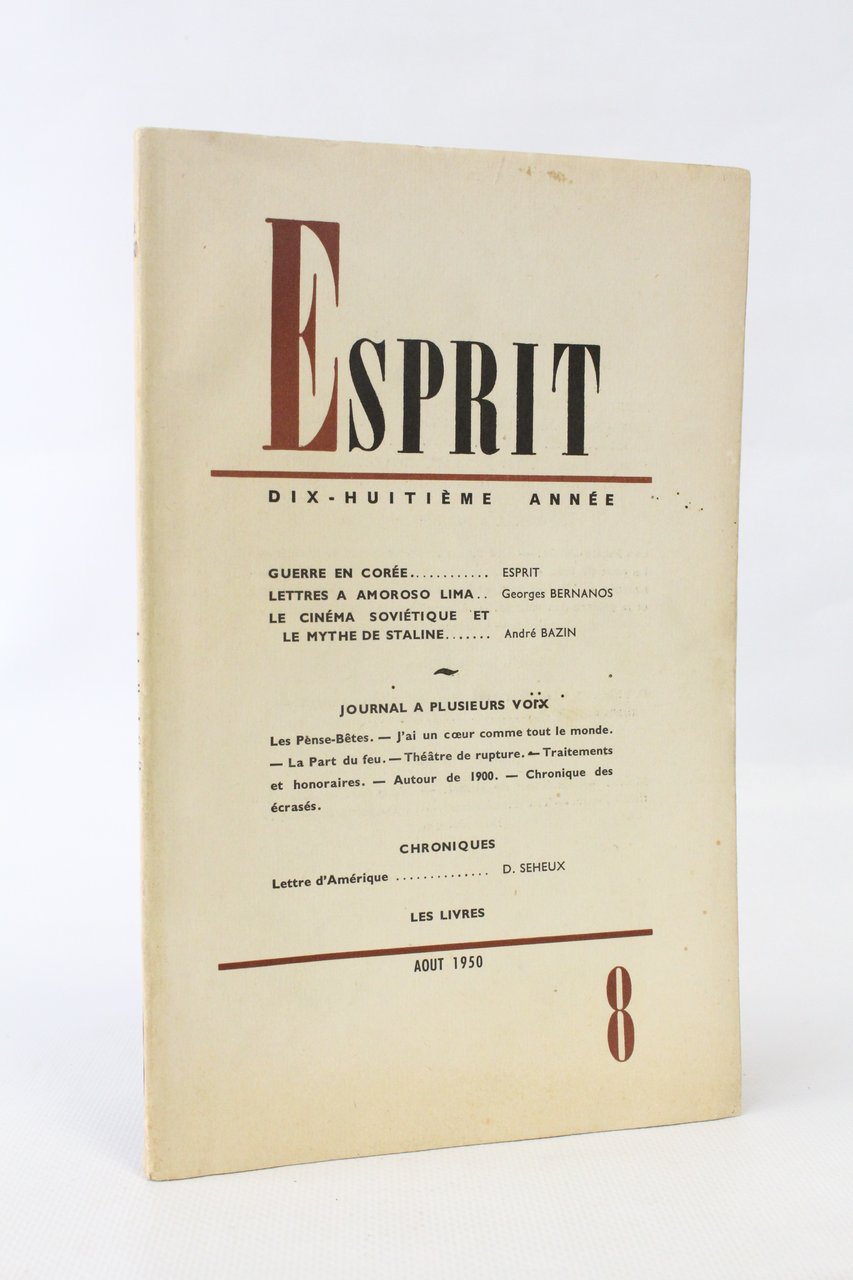 ESPRIT
DIX-HUITIÈME ANNÉE
GUERRE EN CORÉE........... ESPRIT
LETTRES A AMOROSO LIMA.. Georges BERNANOS
LE CINÉMA SOVIÉTIQUE ET
LE MYTHE DE STALINE....... André BAZIN
JOURNAL A PLUSIEURS VOIX
Les Pènse-Bêtes. — J'ai un cœur comme tout le monde.
— La Part du feu. — Théâtre de rupture. — Traitements
et honoraires. — Autour de 1900. — Chronique des
écrasés.
CHRONIQUES
Lettre d'Amérique .............. D. SEHEUX
LES LIVRES
AOUT 1950
8